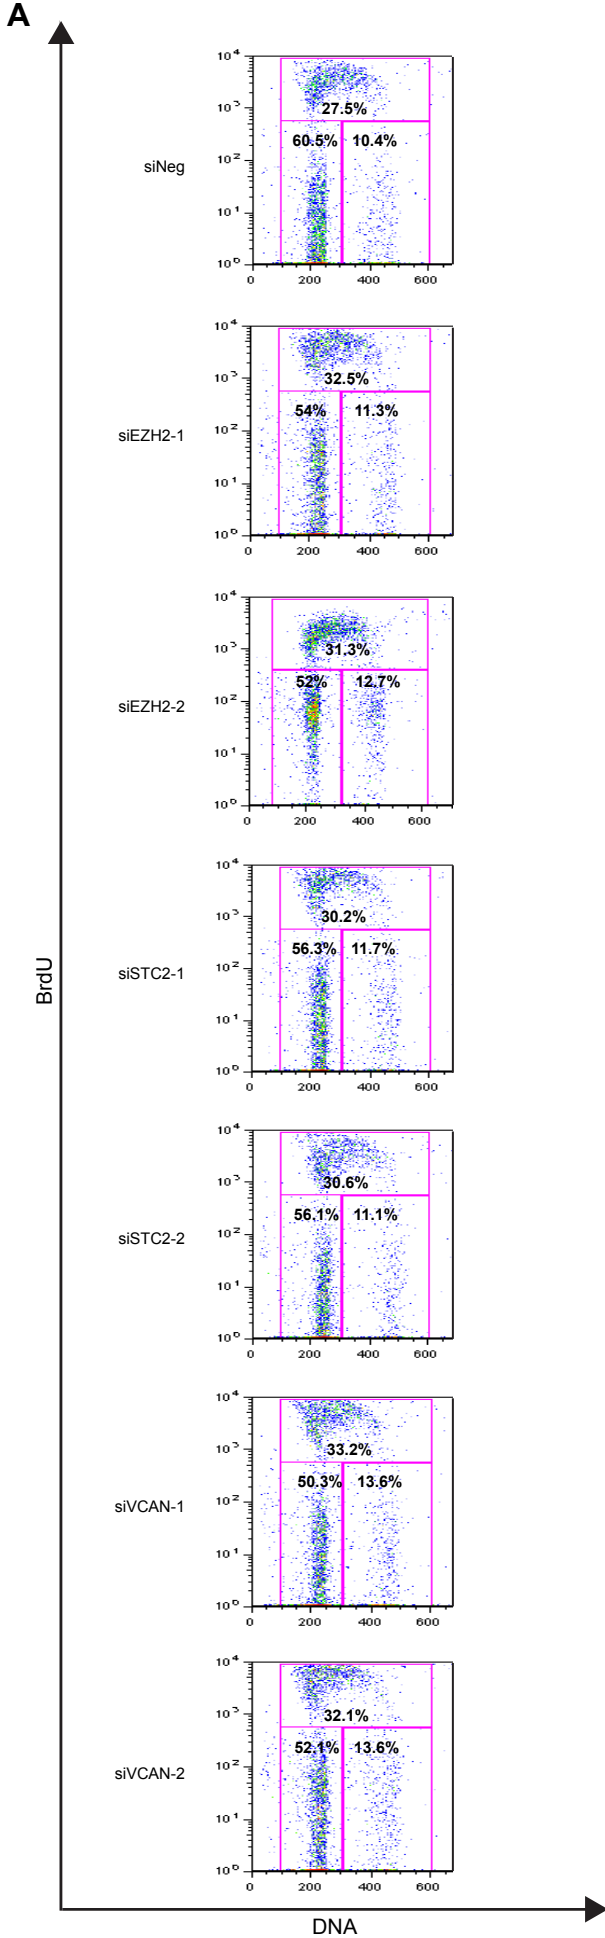 A
10⁴
10³
27.5%
60.5% 10.4%
10²
siNeg
10¹
10⁰
0 200 400 600
10⁴
10³
32.5%
54% 11.3%
10²
siEZH2-1
10¹
10⁰
0 200 400 600
10⁴
10³
31.3%
52% 12.7%
10²
siEZH2-2
10¹
10⁰
0 200 400 600
10⁴
10³
30.2%
56.3% 11.7%
10²
siSTC2-1
10¹
10⁰
0 200 400 600
BrdU
10⁴
10³
30.6%
56.1% 11.1%
10²
siSTC2-2
10¹
10⁰
0 200 400 600
10⁴
10³
33.2%
50.3% 13.6%
10²
siVCAN-1
10¹
10⁰
0 200 400 600
10⁴
10³
32.1%
52.1% 13.6%
10²
siVCAN-2
10¹
10⁰
0 200 400 600
DNA